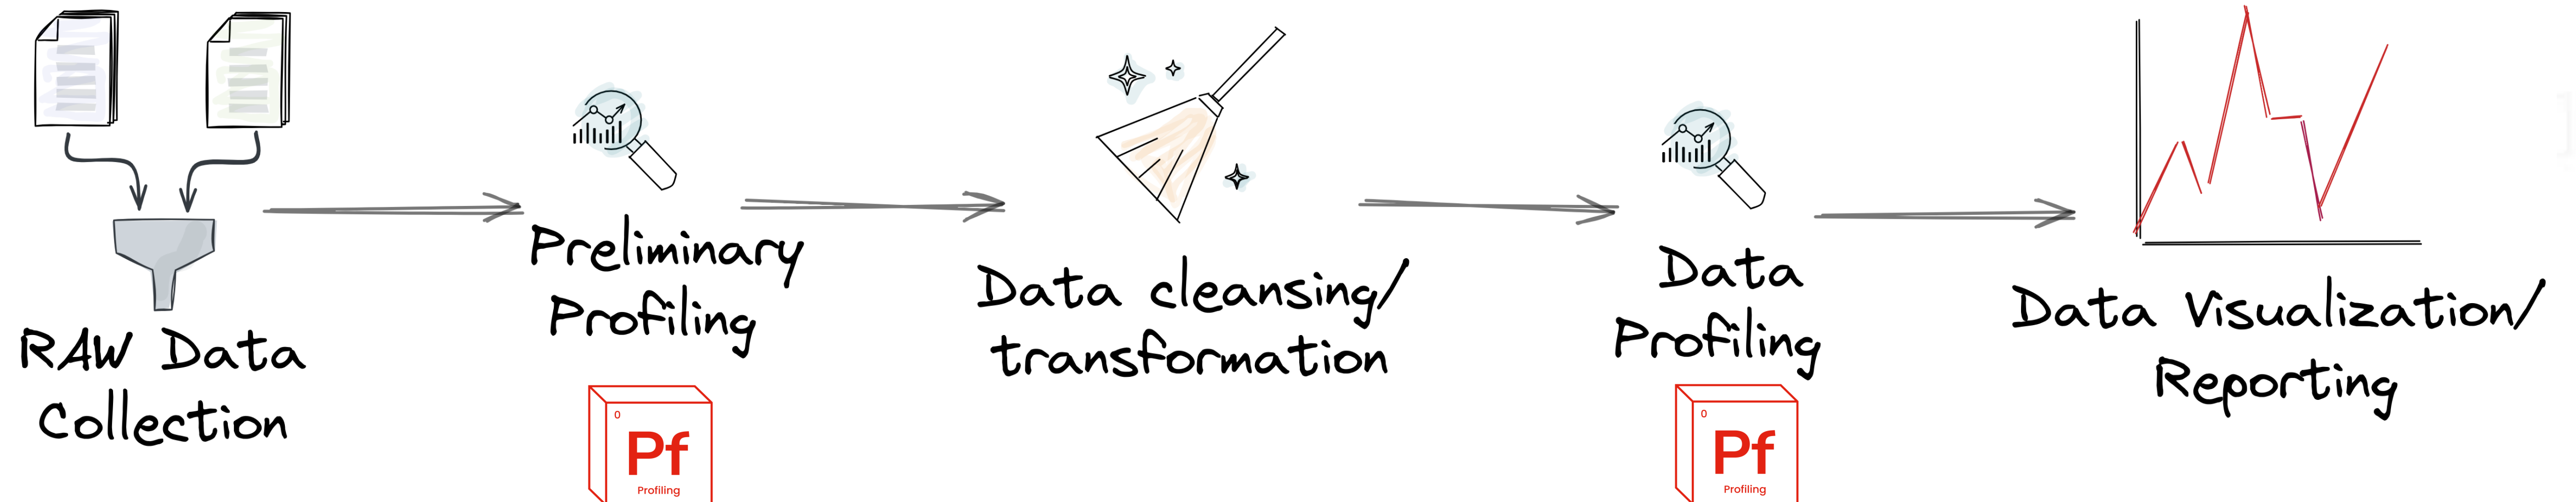 RAW Data
Collection
Preliminary
Profiling
0
Pf
Profiling
Data cleansing/
transformation
Data
Profiling
0
Pf
Profiling
Data Visualization/
Reporting